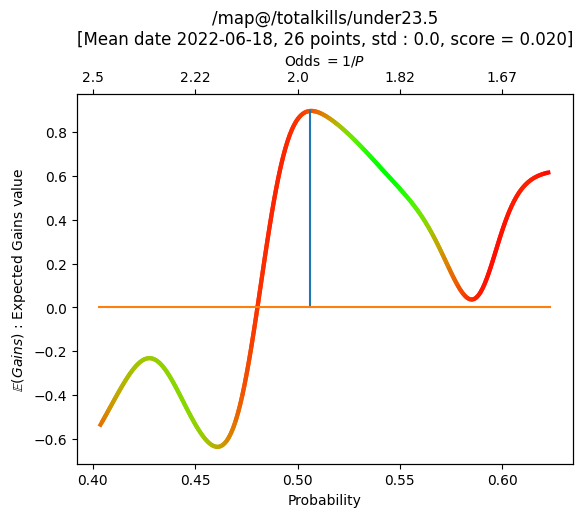 /map@/totalkills/under23.5
[Mean date 2022-06-18, 26 points, std : 0.0, score = 0.020]
Odds = 1/P
2.5 2.22 2.0 1.82 1.67
0.8
0.6
0.4
0.2
0.0
−0.2
−0.4
−0.6
𝔼(Gains) : Expected Gains value
0.40 0.45 0.50 0.55 0.60
Probability